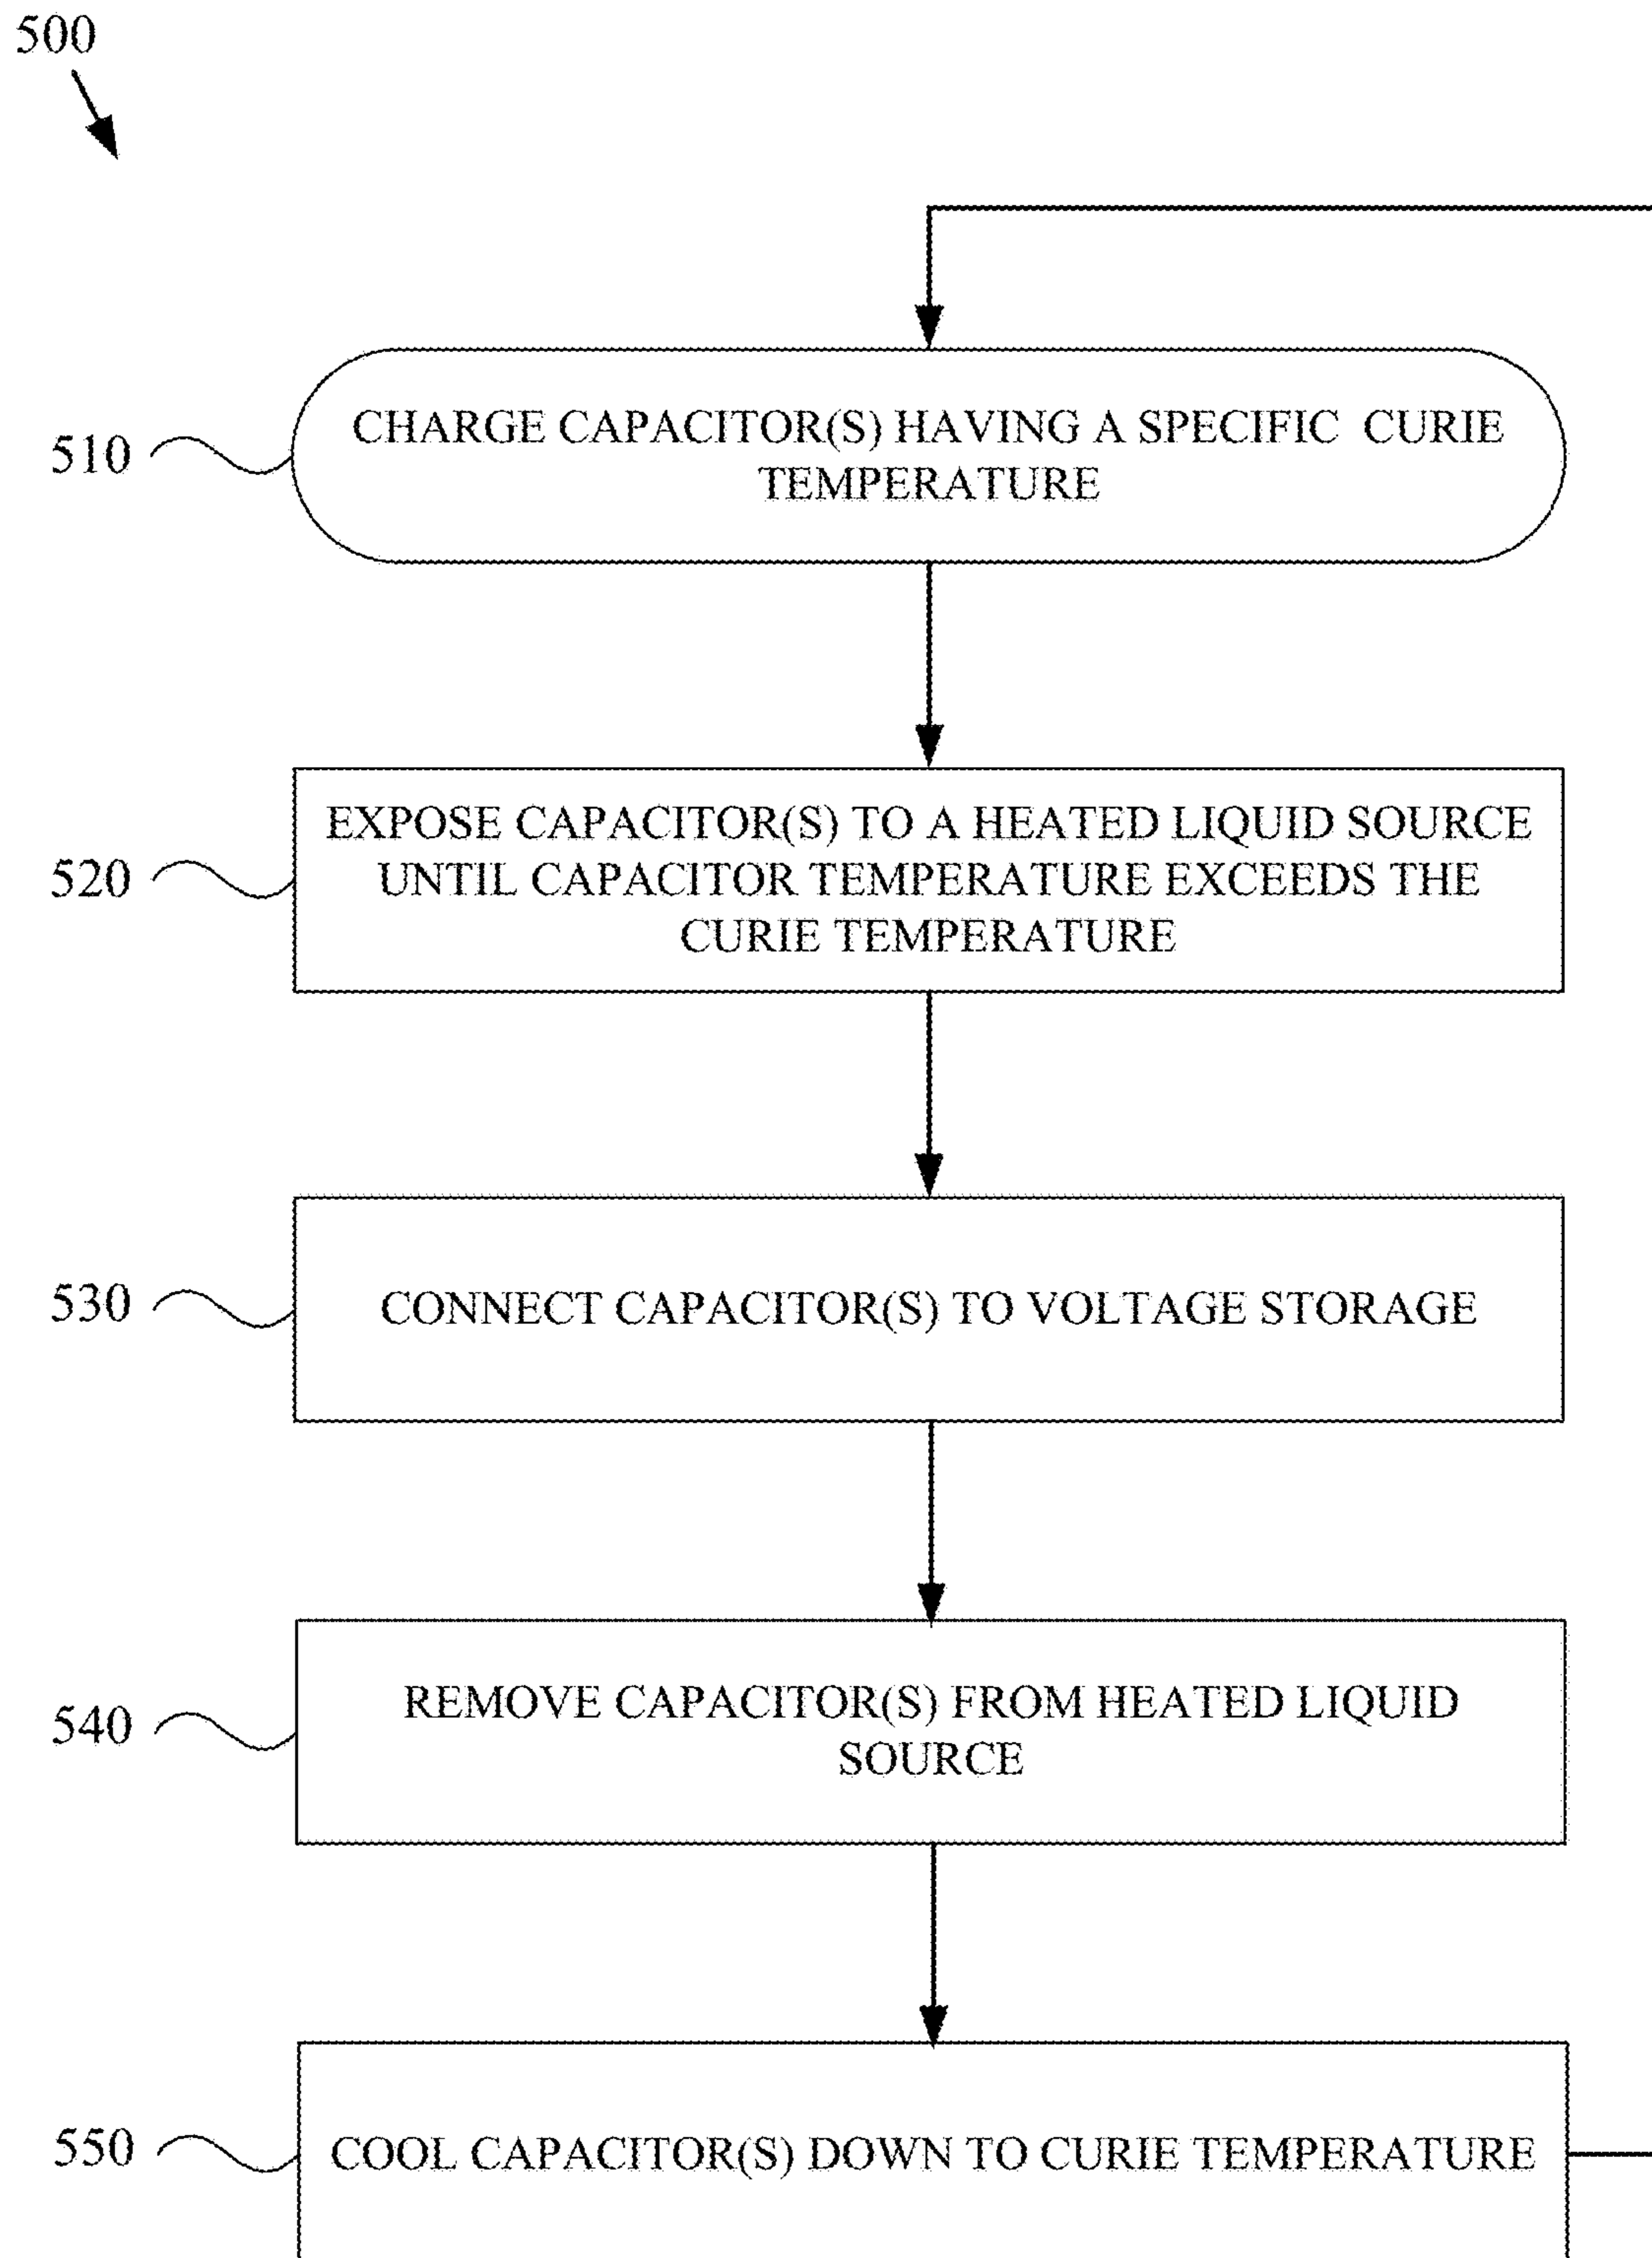 500
510
CHARGE CAPACITOR(S) HAVING A SPECIFIC CURIE
TEMPERATURE
520
EXPOSE CAPACITOR(S) TO A HEATED LIQUID SOURCE
UNTIL CAPACITOR TEMPERATURE EXCEEDS THE
CURIE TEMPERATURE
530
CONNECT CAPACITOR(S) TO VOLTAGE STORAGE
540
REMOVE CAPACITOR(S) FROM HEATED LIQUID
SOURCE
550
COOL CAPACITOR(S) DOWN TO CURIE TEMPERATURE